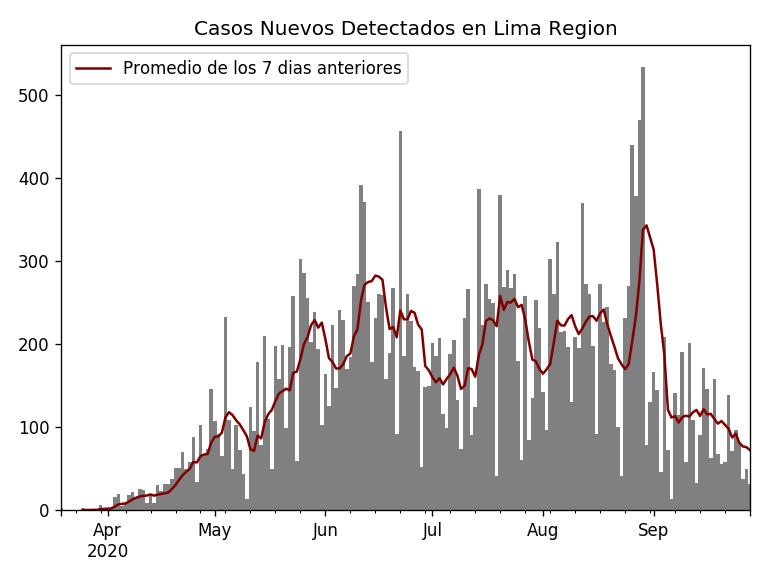 Casos Nuevos Detectados en Lima Region
Promedio de los 7 dias anteriores
500
400
300
200
100
0
Apr May Jun Jul Aug Sep
2020